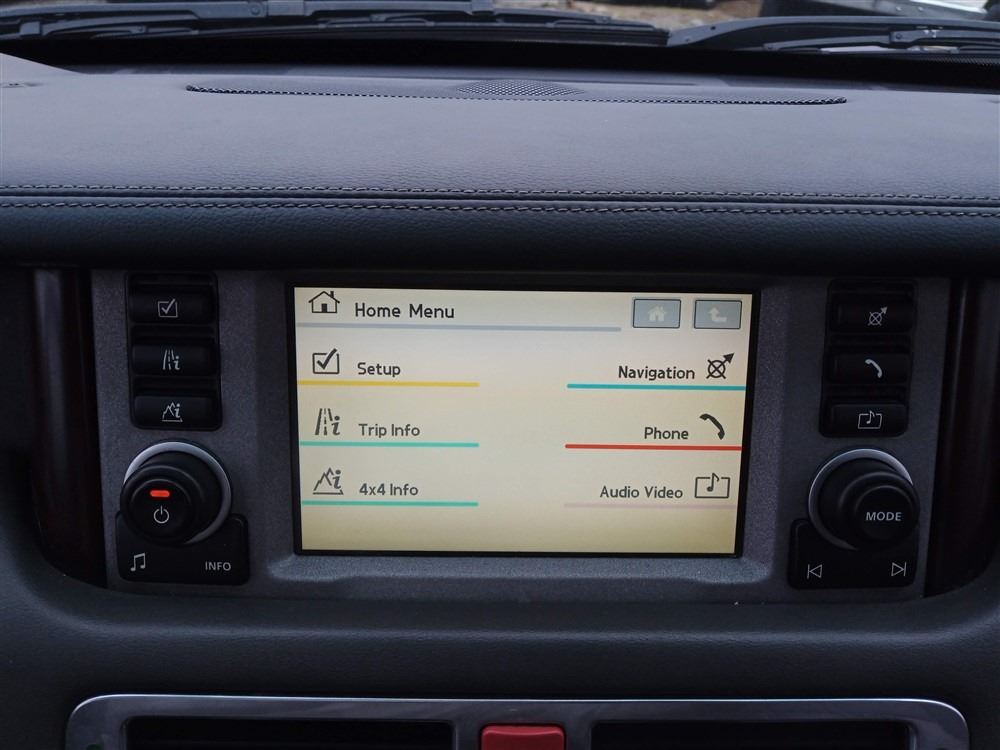 Home Menu
Setup
Navigation
Trip Info
Phone
4x4 Info
Audio Video
INFO
MODE